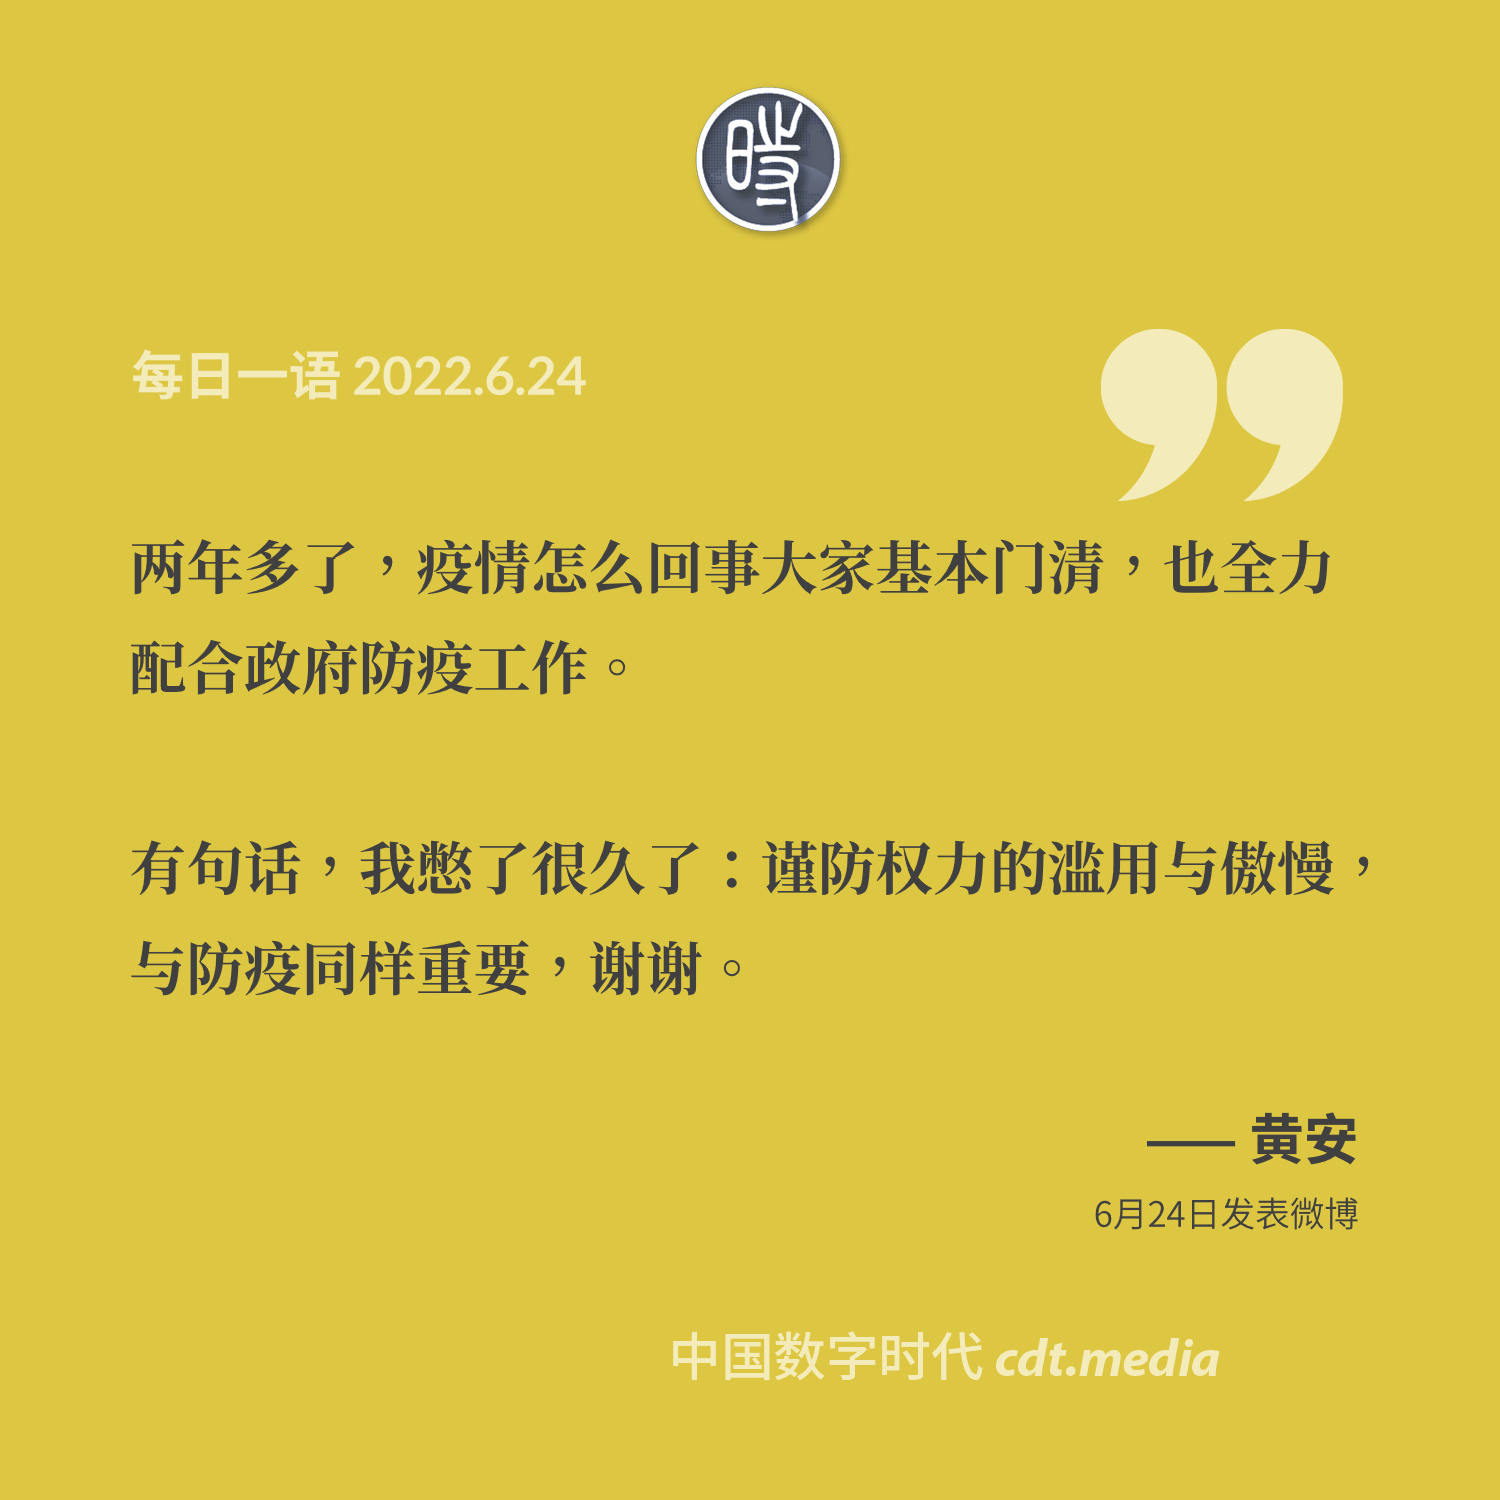 時
每日一语 2022.6.24
两年多了，疫情怎么回事大家基本门清，也全力
配合政府防疫工作。
有句话，我憋了很久了：谨防权力的滥用与傲慢，
与防疫同样重要，谢谢。
—— 黄安
6月24日发表微博
中国数字时代 cdt.media